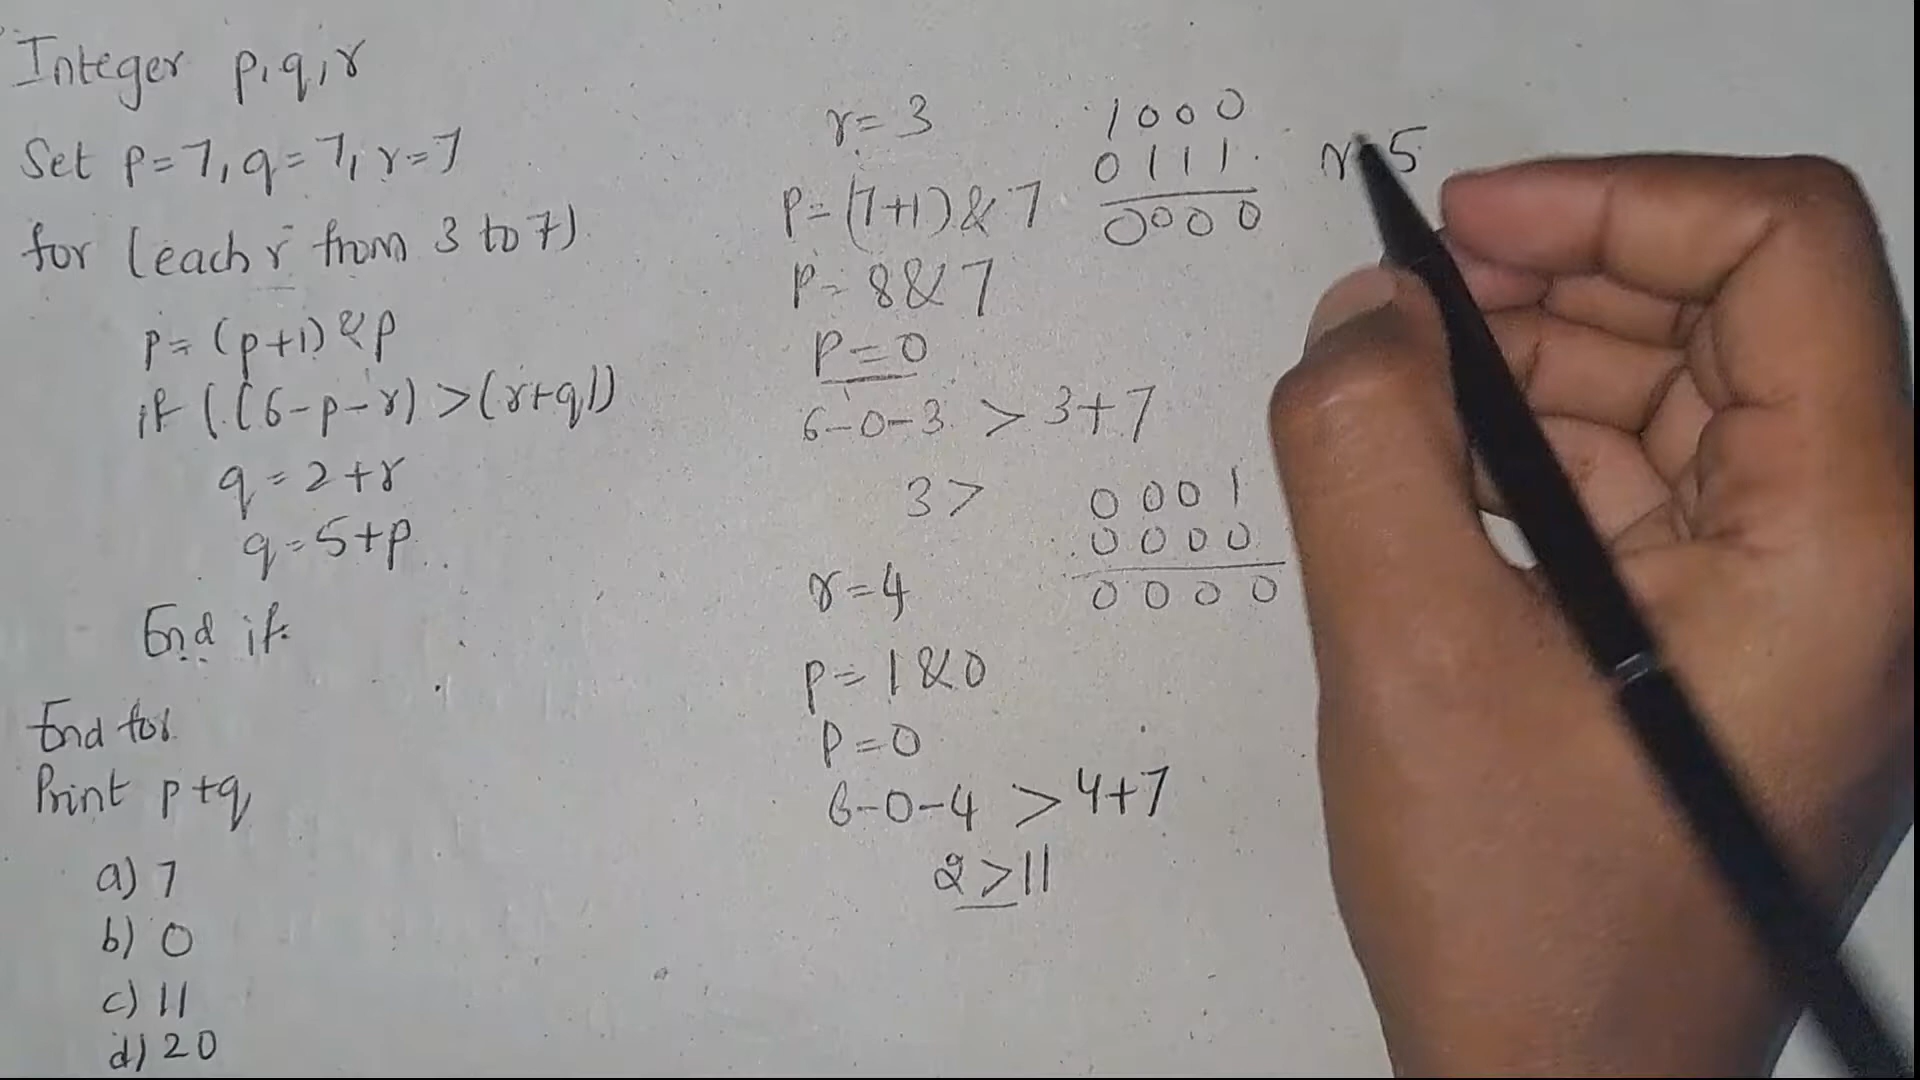 Integer p,q,r
Set p=7, q=7, r=7
for (each r from 3 to 7)
p=(p+1)&p
if ((6-p-r)>(r+q))
q=2+r
q=5+p
End if
End for
Print p+q
a) 7
b) 0
c) 11
d) 20
r=3
p=(7+1)&7
p=8&7
p=0
6-0-3 > 3+7
3>
r=4
p=1&0
p=0
6-0-4 > 4+7
2>11
1000
0111
0000
0001
0000
0000
r 5